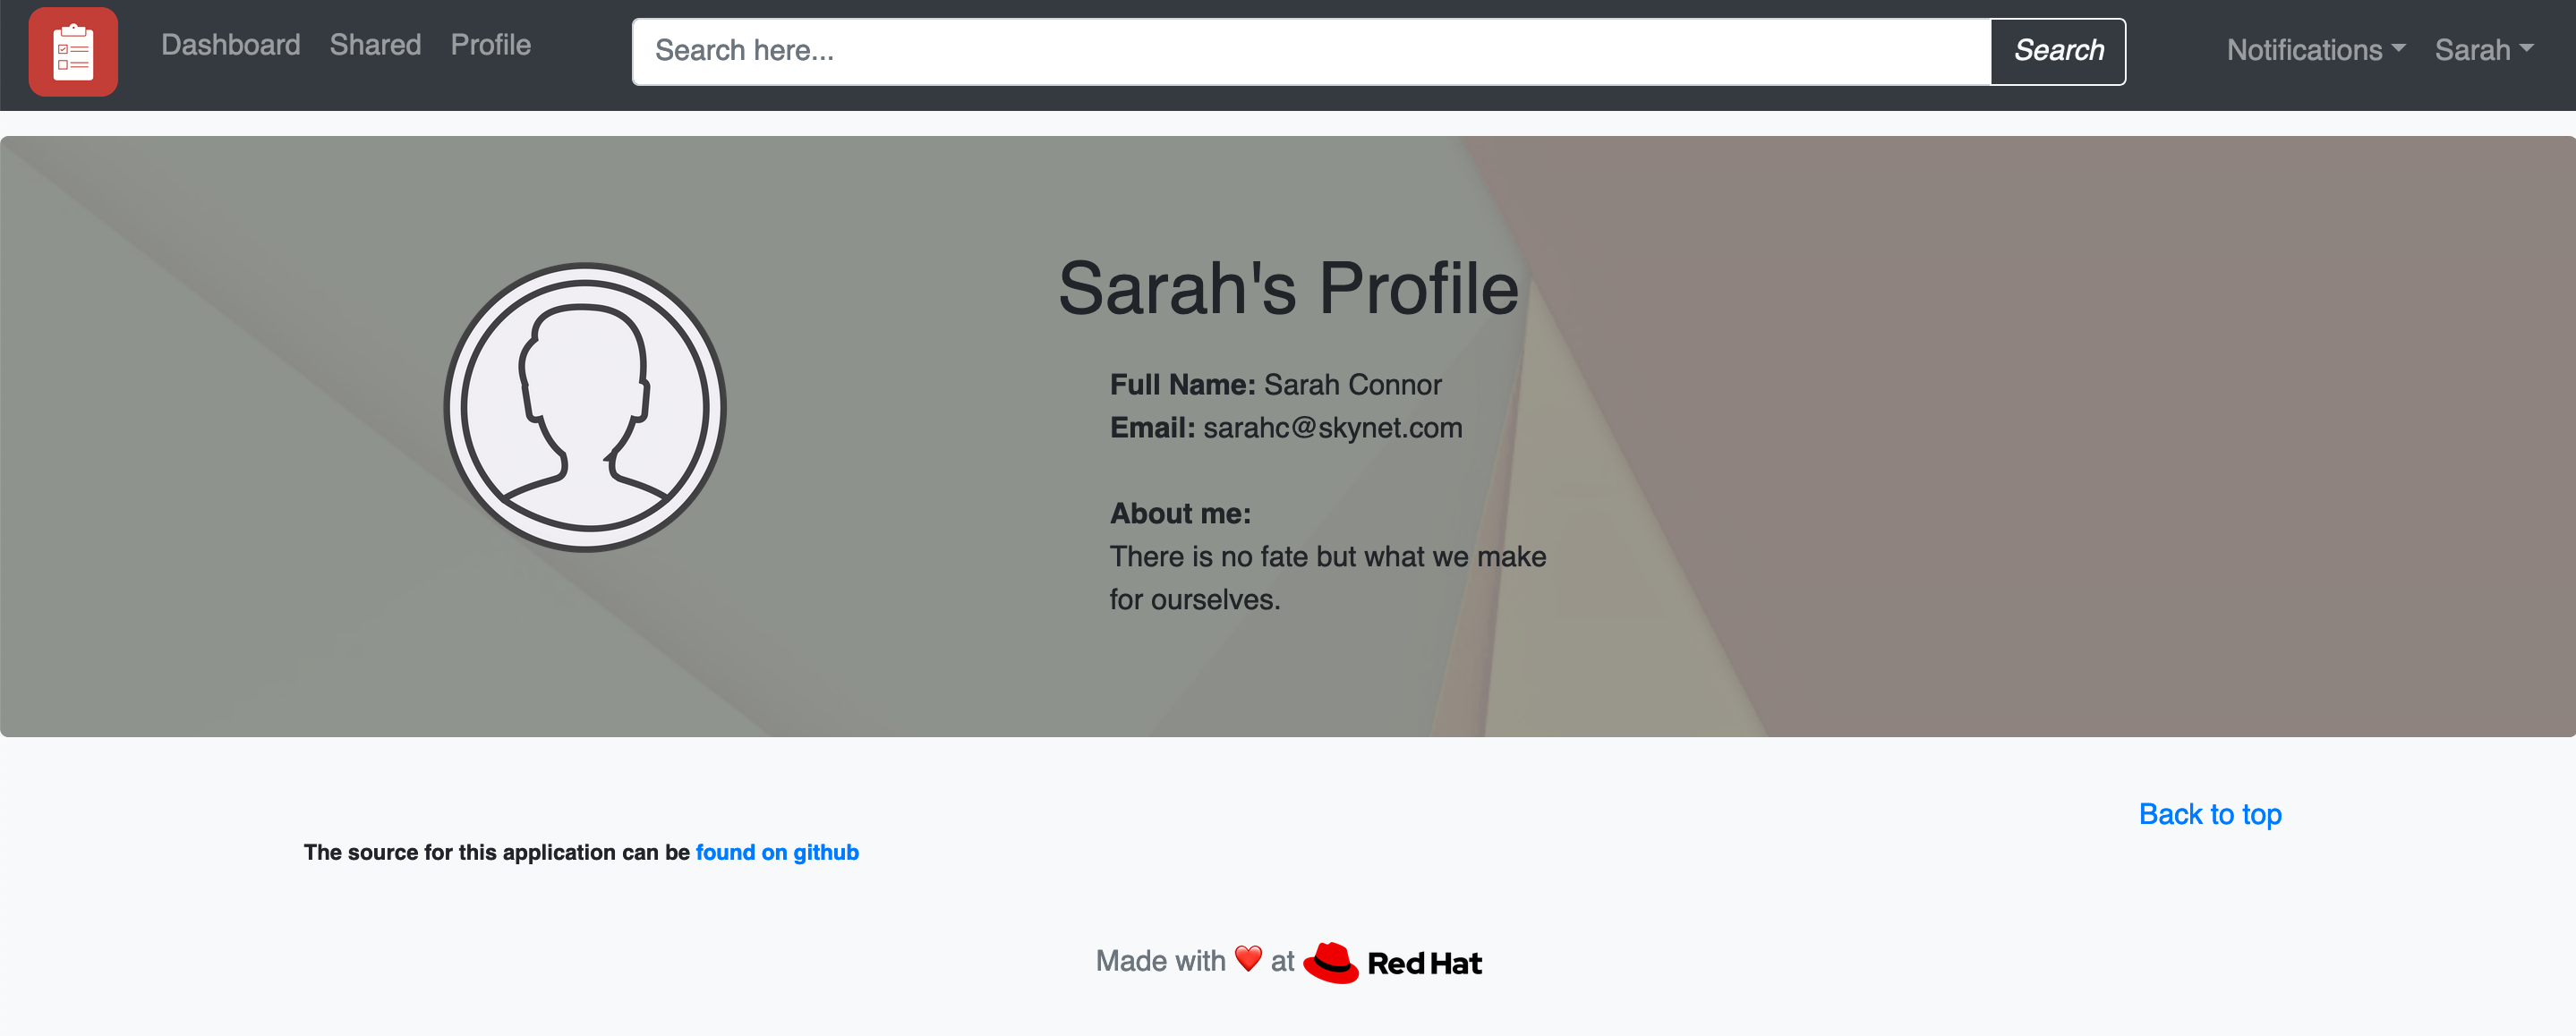 Dashboard Shared Profile Search here... Search Notifications Sarah
Sarah's Profile
Full Name: Sarah Connor
Email: sarahc@skynet.com
About me:
There is no fate but what we make
for ourselves.
Back to top
The source for this application can be found on github
Made with ❤️ at Red Hat